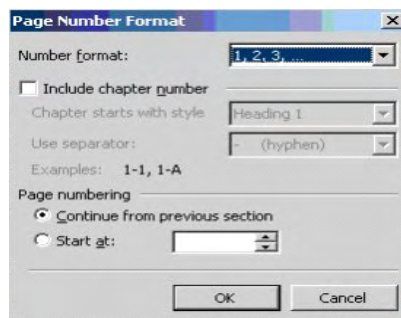 Page Number Format
Number format: 1, 2, 3, ...
Include chapter number
Chapter starts with style Heading 1
Use separator: - (hyphen)
Examples: 1-1, 1-A
Page numbering
Continue from previous section
Start at:
OK Cancel